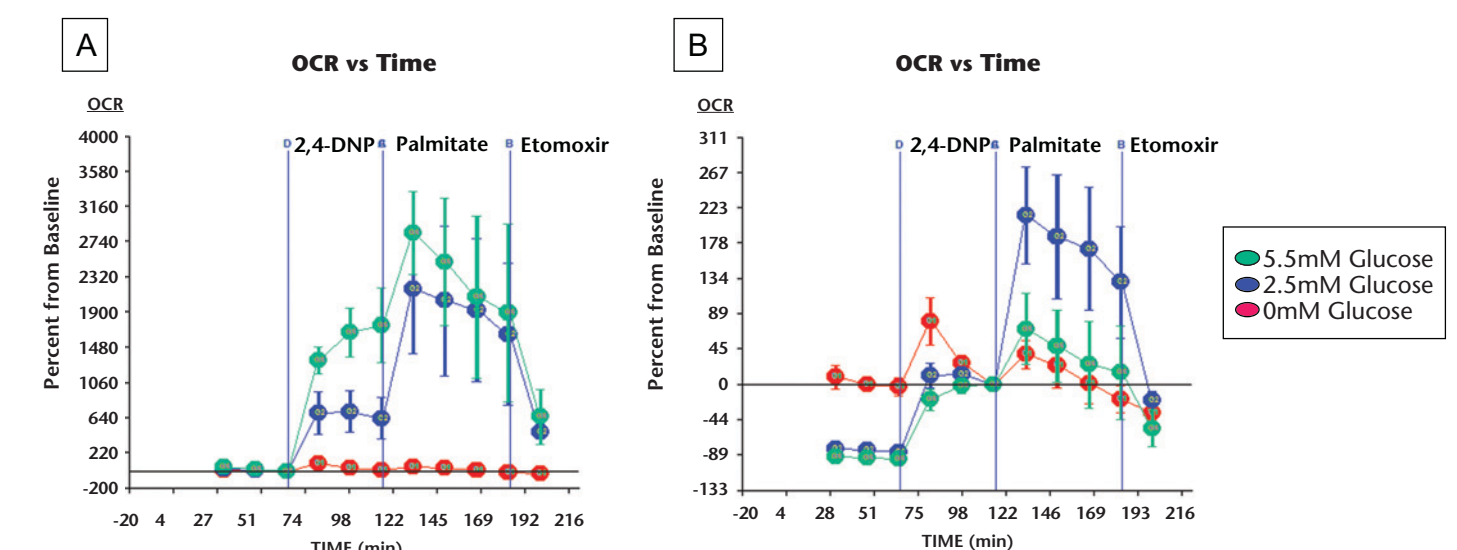 A
OCR vs Time
OCR
D 2,4-DNP Palmitate B Etomoxir
4000
3580
3160
2740
2320
1900
1480
1060
640
220
-200
Percent from Baseline
-20 4 27 51 74 98 122 145 169 192 216
TIME (min)
B
OCR vs Time
OCR
D 2,4-DNP Palmitate B Etomoxir
311
267
223
178
134
89
45
0
-44
-89
-133
Percent from Baseline
-20 4 28 51 75 98 122 146 169 193 216
TIME (min)
5.5mM Glucose
2.5mM Glucose
0mM Glucose